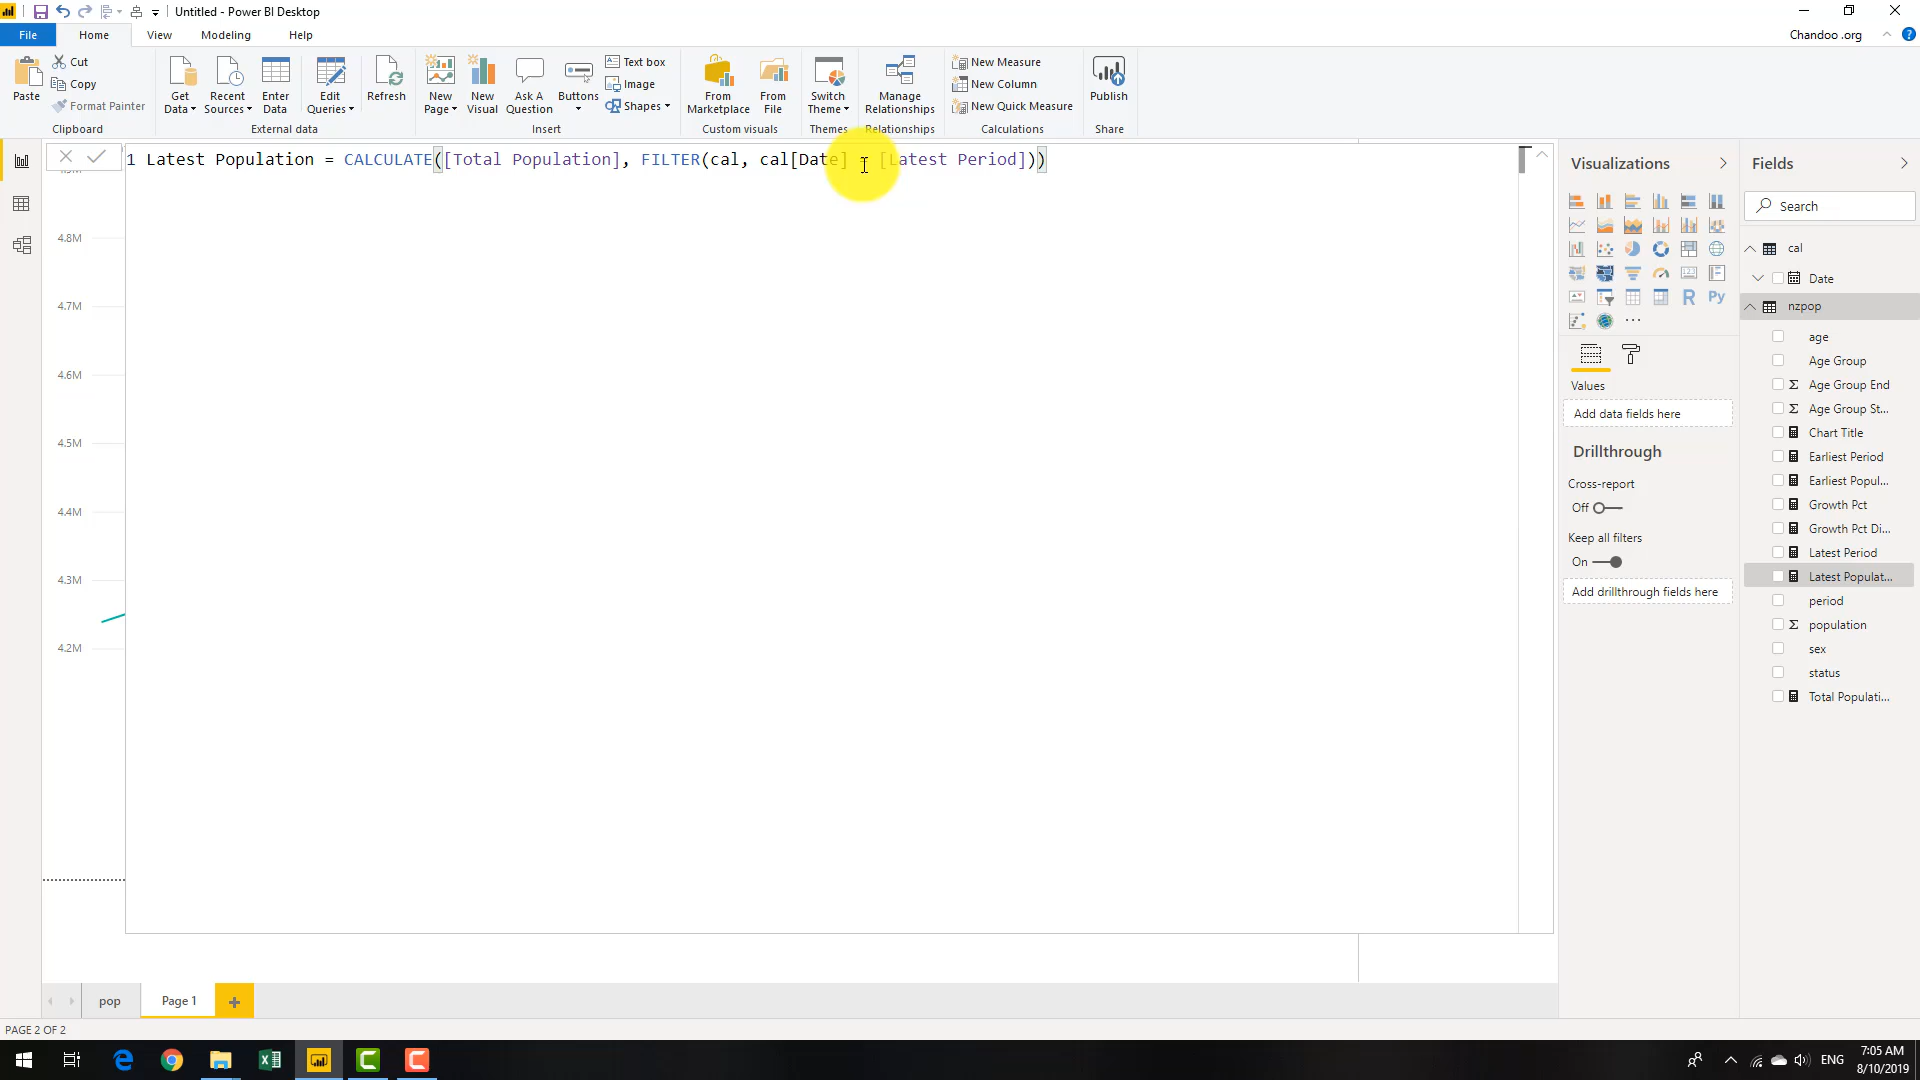 Untitled - Power BI Desktop
File
Home
View
Modeling
Help
Chandoo .org
Paste
Cut
Copy
Format Painter
Clipboard
Get Data
Recent Sources
Enter Data
Edit Queries
Refresh
External data
New Page
New Visual
Ask A Question
Buttons
Text box
Image
Shapes
Insert
From Marketplace
From File
Custom visuals
Switch Theme
Themes
Manage Relationships
Relationships
New Measure
New Column
New Quick Measure
Calculations
Publish
Share
1 Latest Population = CALCULATE([Total Population], FILTER(cal, cal[Date] = [Latest Period]))
4.8M
4.7M
4.6M
4.5M
4.4M
4.3M
4.2M
Visualizations
R
Py
Values
Add data fields here
Drillthrough
Cross-report
Off
Keep all filters
On
Add drillthrough fields here
Fields
Search
cal
Date
nzpop
age
Age Group
Age Group End
Age Group St...
Chart Title
Earliest Period
Earliest Popul...
Growth Pct
Growth Pct Di...
Latest Period
Latest Populat...
period
population
sex
status
Total Populati...
pop
Page 1
PAGE 2 OF 2
ENG
7:05 AM
8/10/2019